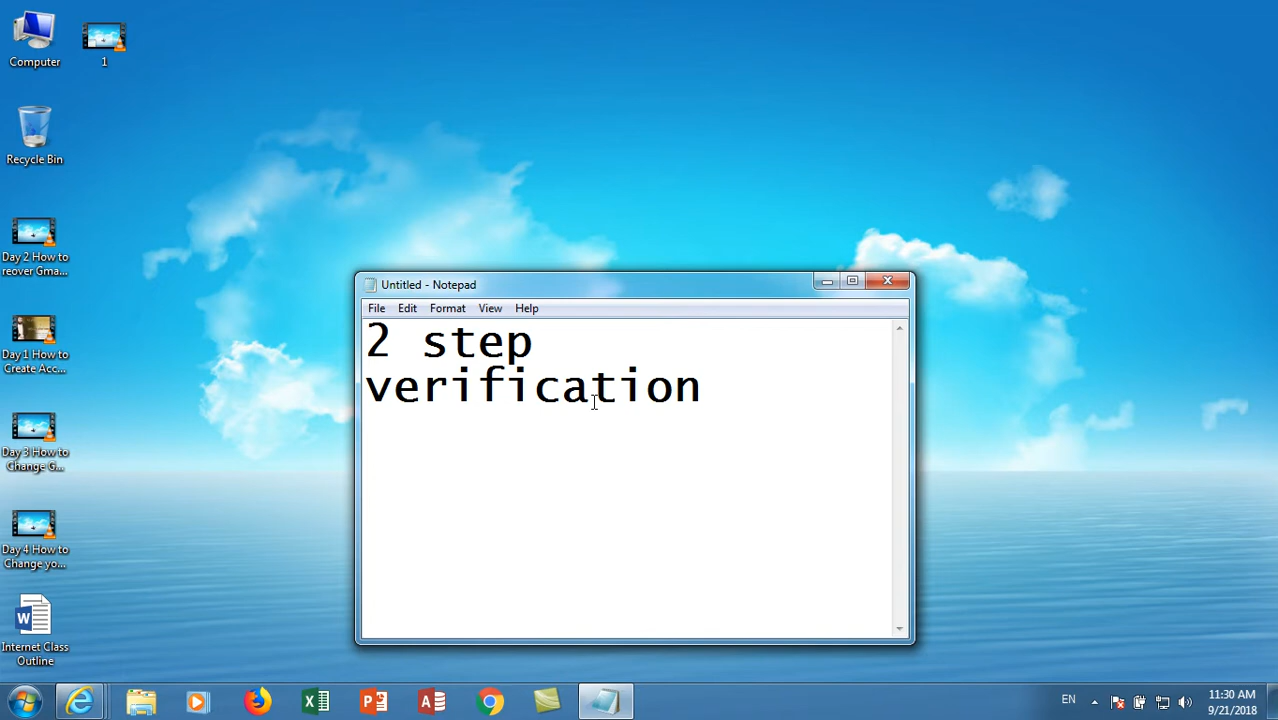 Computer
1
Recycle Bin
Day 2 How to
reover Gma...
Day 1 How to
Create Acc...
Day 3 How to
Change G...
Day 4 How to
Change yo...
Internet Class
Outline
Untitled - Notepad
File Edit Format View Help
2 step
verification
EN
11:30 AM
9/21/2018